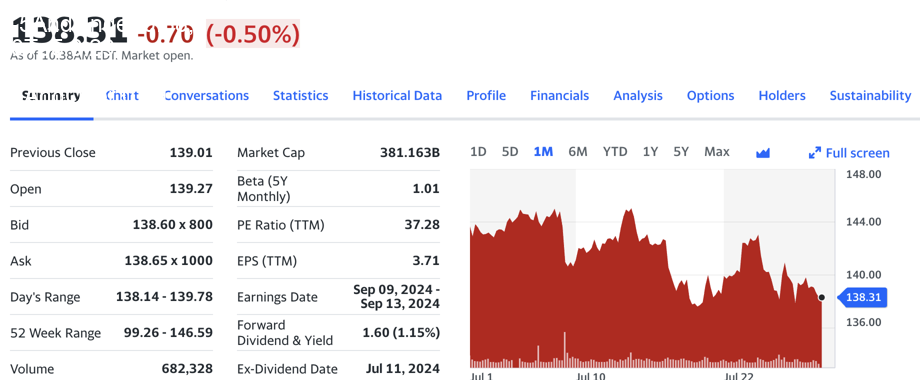 138.31 -0.70 (-0.50%)
As of 10:38AM EDT. Market open.
Summary Chart Conversations Statistics Historical Data Profile Financials Analysis Options Holders Sustainability
Previous Close 139.01
Open 139.27
Bid 138.60 x 800
Ask 138.65 x 1000
Day's Range 138.14 - 139.78
52 Week Range 99.26 - 146.59
Volume 682,328
Market Cap 381.163B
Beta (5Y
Monthly) 1.01
PE Ratio (TTM) 37.28
EPS (TTM) 3.71
Earnings Date Sep 09, 2024 -
Sep 13, 2024
Forward
Dividend & Yield 1.60 (1.15%)
Ex-Dividend Date Jul 11, 2024
1D 5D 1M 6M YTD 1Y 5Y Max Full screen
148.00
144.00
140.00
138.31
136.00
Jul 1 Jul 10 Jul 22